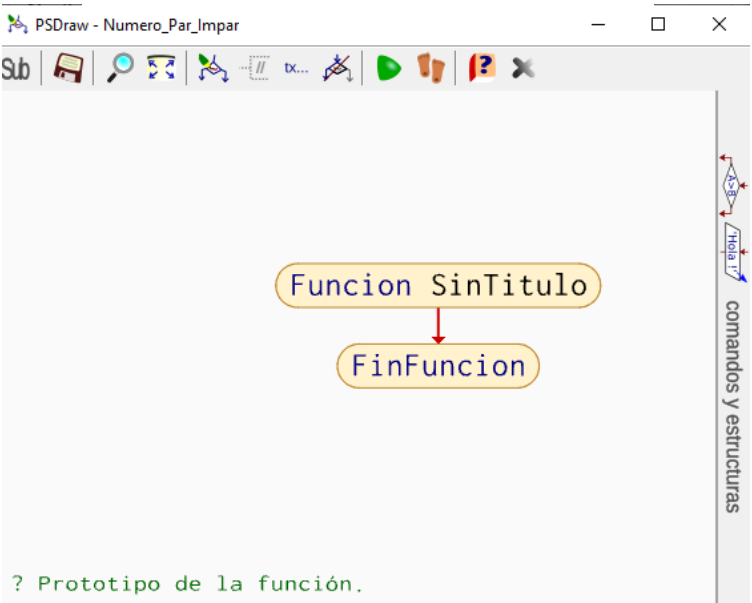 PSDraw - Numero_Par_Impar
Sub
tx...
?
A>B
'Hola !'
comandos y estructuras
Funcion SinTitulo
FinFuncion
? Prototipo de la función.